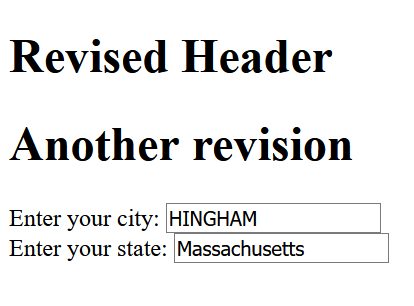 Revised Header
Another revision
Enter your city: HINGHAM
Enter your state: Massachusetts